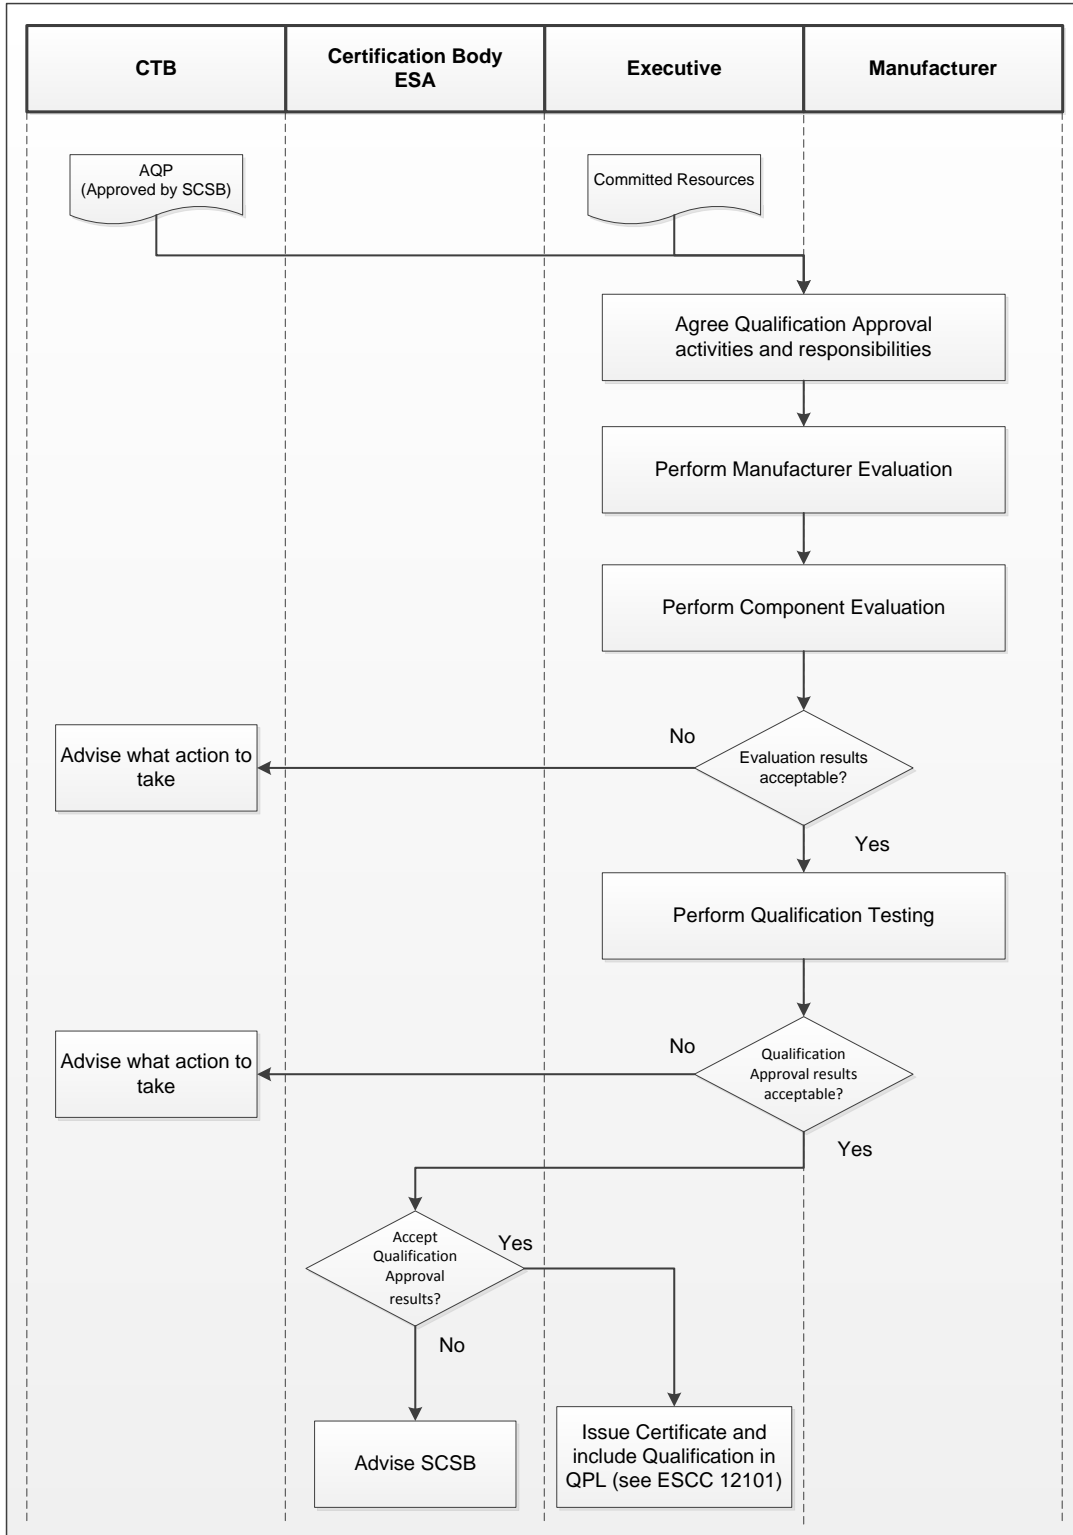 CTB
Certification Body
ESA
Executive
Manufacturer
AQP
(Approved by SCSB)
Committed Resources
Agree Qualification Approval
activities and responsibilities
Perform Manufacturer Evaluation
Perform Component Evaluation
Evaluation results
acceptable?
No
Advise what action to
take
Yes
Perform Qualification Testing
Qualification
Approval results
acceptable?
No
Advise what action to
take
Yes
Accept
Qualification
Approval
results?
Yes
No
Advise SCSB
Issue Certificate and
include Qualification in
QPL (see ESCC 12101)